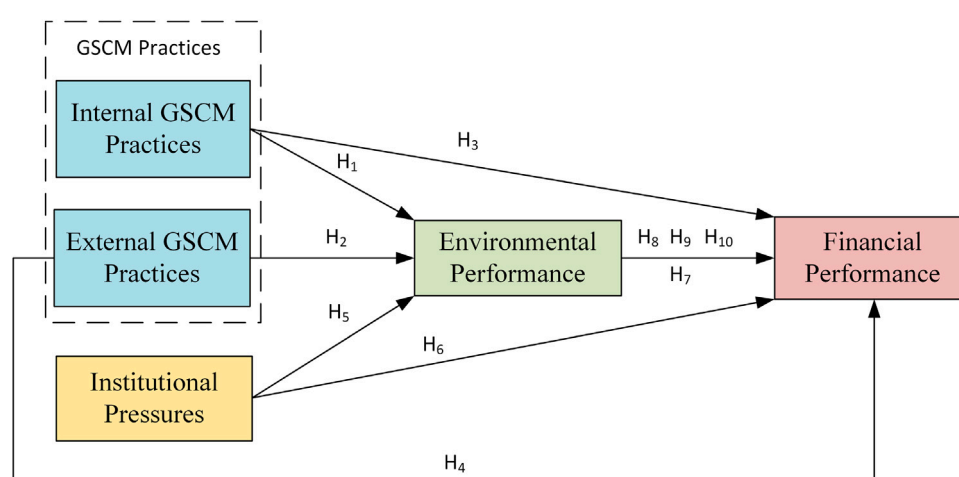 GSCM Practices
Internal GSCM
Practices
H₃
H₁
External GSCM
Practices
H₂
Environmental
Performance
H₈ H₉ H₁₀
H₇
Financial
Performance
H₅
H₆
Institutional
Pressures
H₄